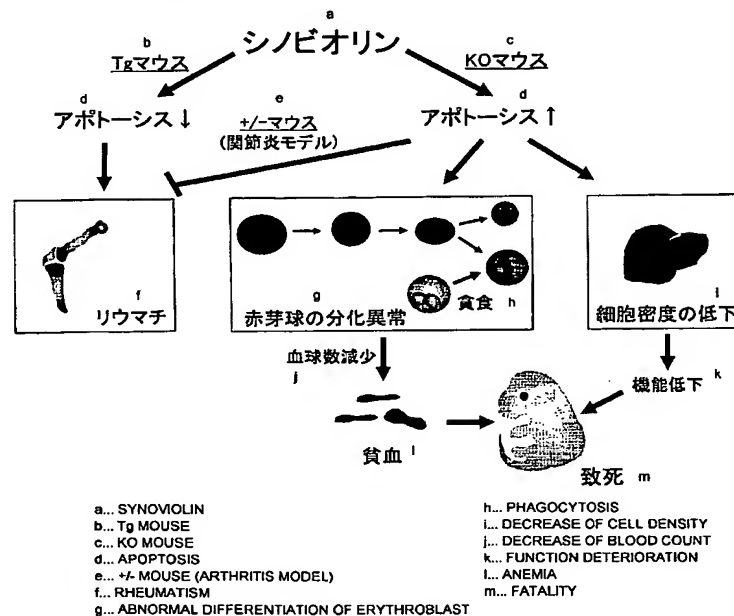 a
シノビオリン
b
Tgマウス
c
KOマウス
d
アポトーシス↓
e
+/-マウス
(関節炎モデル)
d
アポトーシス↑
f
リウマチ
g
赤芽球の分化異常
貪食 h
i
細胞密度の低下
血球数減少
j
機能低下 k
貧血 l
致死 m
a... SYNOVIOLIN
b... Tg MOUSE
c... KO MOUSE
d... APOPTOSIS
e... +/- MOUSE (ARTHRITIS MODEL)
f... RHEUMATISM
g... ABNORMAL DIFFERENTIATION OF ERYTHROBLAST
h... PHAGOCYTOSIS
i... DECREASE OF CELL DENSITY
j... DECREASE OF BLOOD COUNT
k... FUNCTION DETERIORATION
l... ANEMIA
m... FATALITY